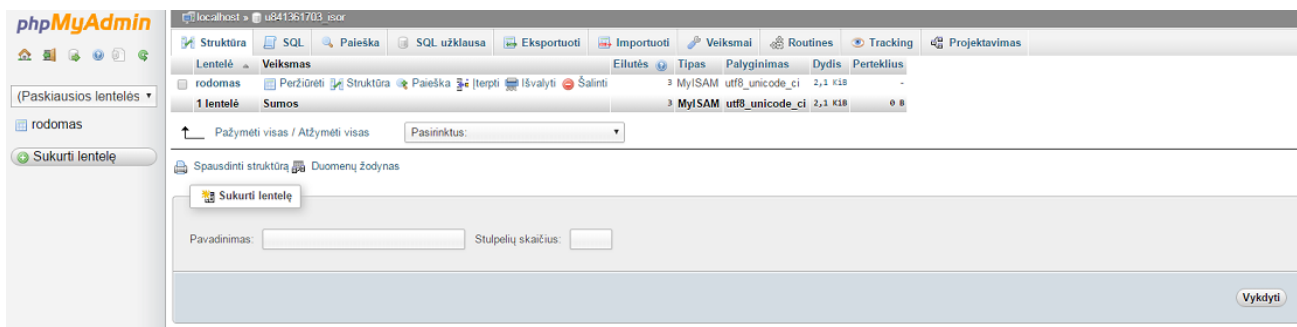 phpMyAdmin
(Paskiausios lentelės
rodomas
Sukurti lentelę
localhost » u841361703_isor
Struktūra SQL Paieška SQL užklausa Eksportuoti Importuoti Veiksmai Routines Tracking Projektavimas
Lentelė Veiksmas Eilutės Tipas Palyginimas Dydis Perteklius
rodomas Peržiūrėti Struktūra Paieška Įterpti Išvalyti Šalinti 3 MyISAM utf8_unicode_ci 2,1 KiB -
1 lentelė Sumos 3 MyISAM utf8_unicode_ci 2,1 KiB 0 B
Pažymėti visas / Atžymėti visas Pasirinktus:
Spausdinti struktūrą Duomenų žodynas
Sukurti lentelę
Pavadinimas: Stulpelių skaičius:
Vykdyti